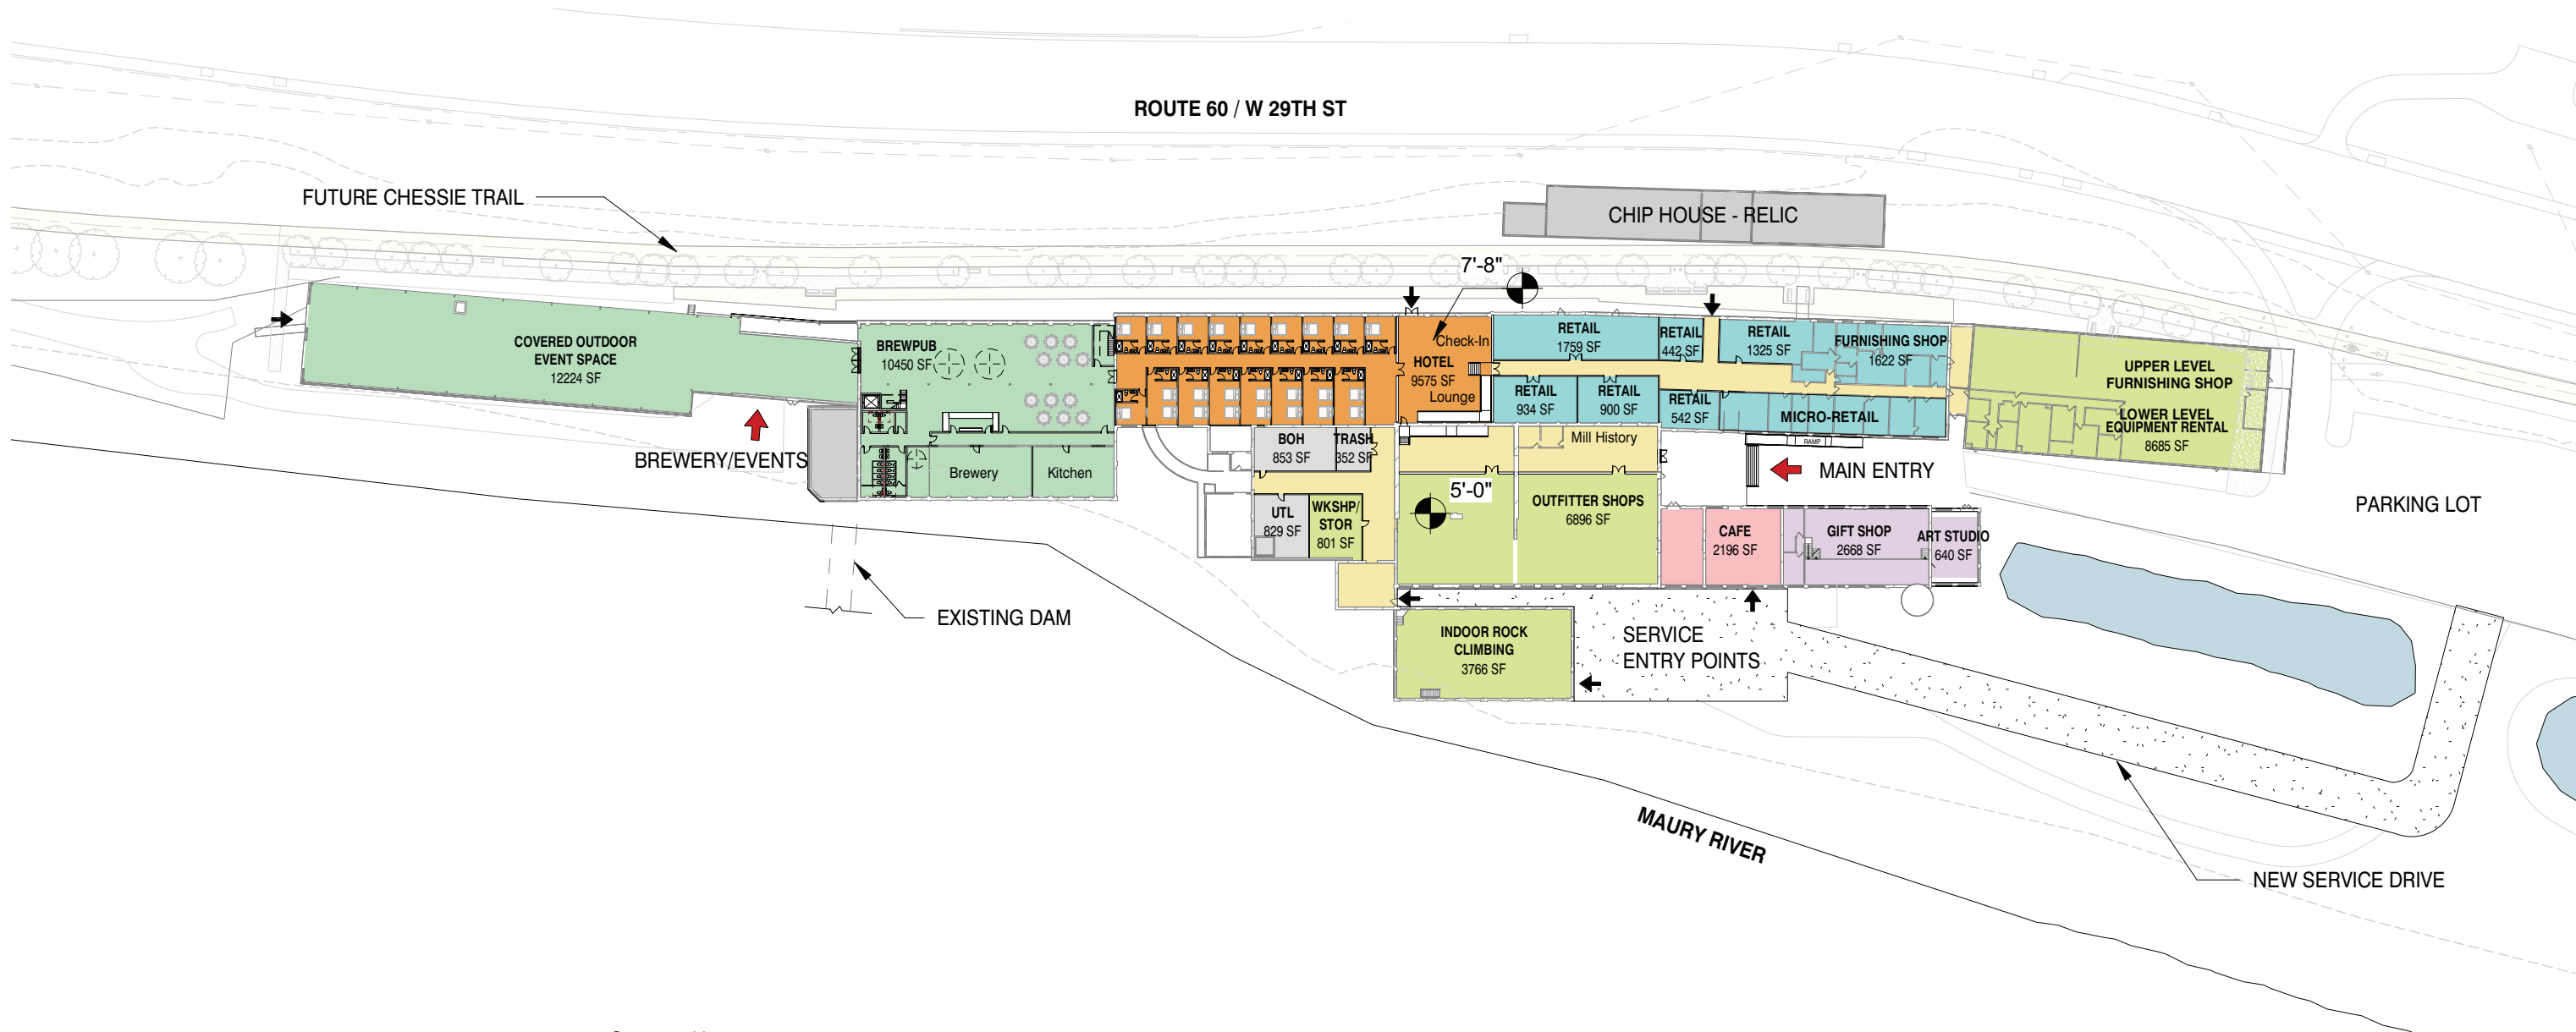 ROUTE 60 / W 29TH ST
FUTURE CHESSIE TRAIL
CHIP HOUSE - RELIC
7'-8"
COVERED OUTDOOR
EVENT SPACE
12224 SF
BREWPUB
10450 SF
Check-In
HOTEL
9575 SF
Lounge
RETAIL
1759 SF
RETAIL
442 SF
RETAIL
1325 SF
FURNISHING SHOP
1622 SF
RETAIL
934 SF
RETAIL
900 SF
RETAIL
542 SF
MICRO-RETAIL
UPPER LEVEL
FURNISHING SHOP
LOWER LEVEL
EQUIPMENT RENTAL
8685 SF
BREWERY/EVENTS
Brewery
Kitchen
BOH
853 SF
TRASH
352 SF
Mill History
RAMP
MAIN ENTRY
UTL
829 SF
WKSHP/
STOR
801 SF
5'-0"
OUTFITTER SHOPS
6896 SF
CAFE
2196 SF
GIFT SHOP
2668 SF
ART STUDIO
640 SF
PARKING LOT
EXISTING DAM
INDOOR ROCK
CLIMBING
3766 SF
SERVICE
ENTRY POINTS
MAURY RIVER
NEW SERVICE DRIVE